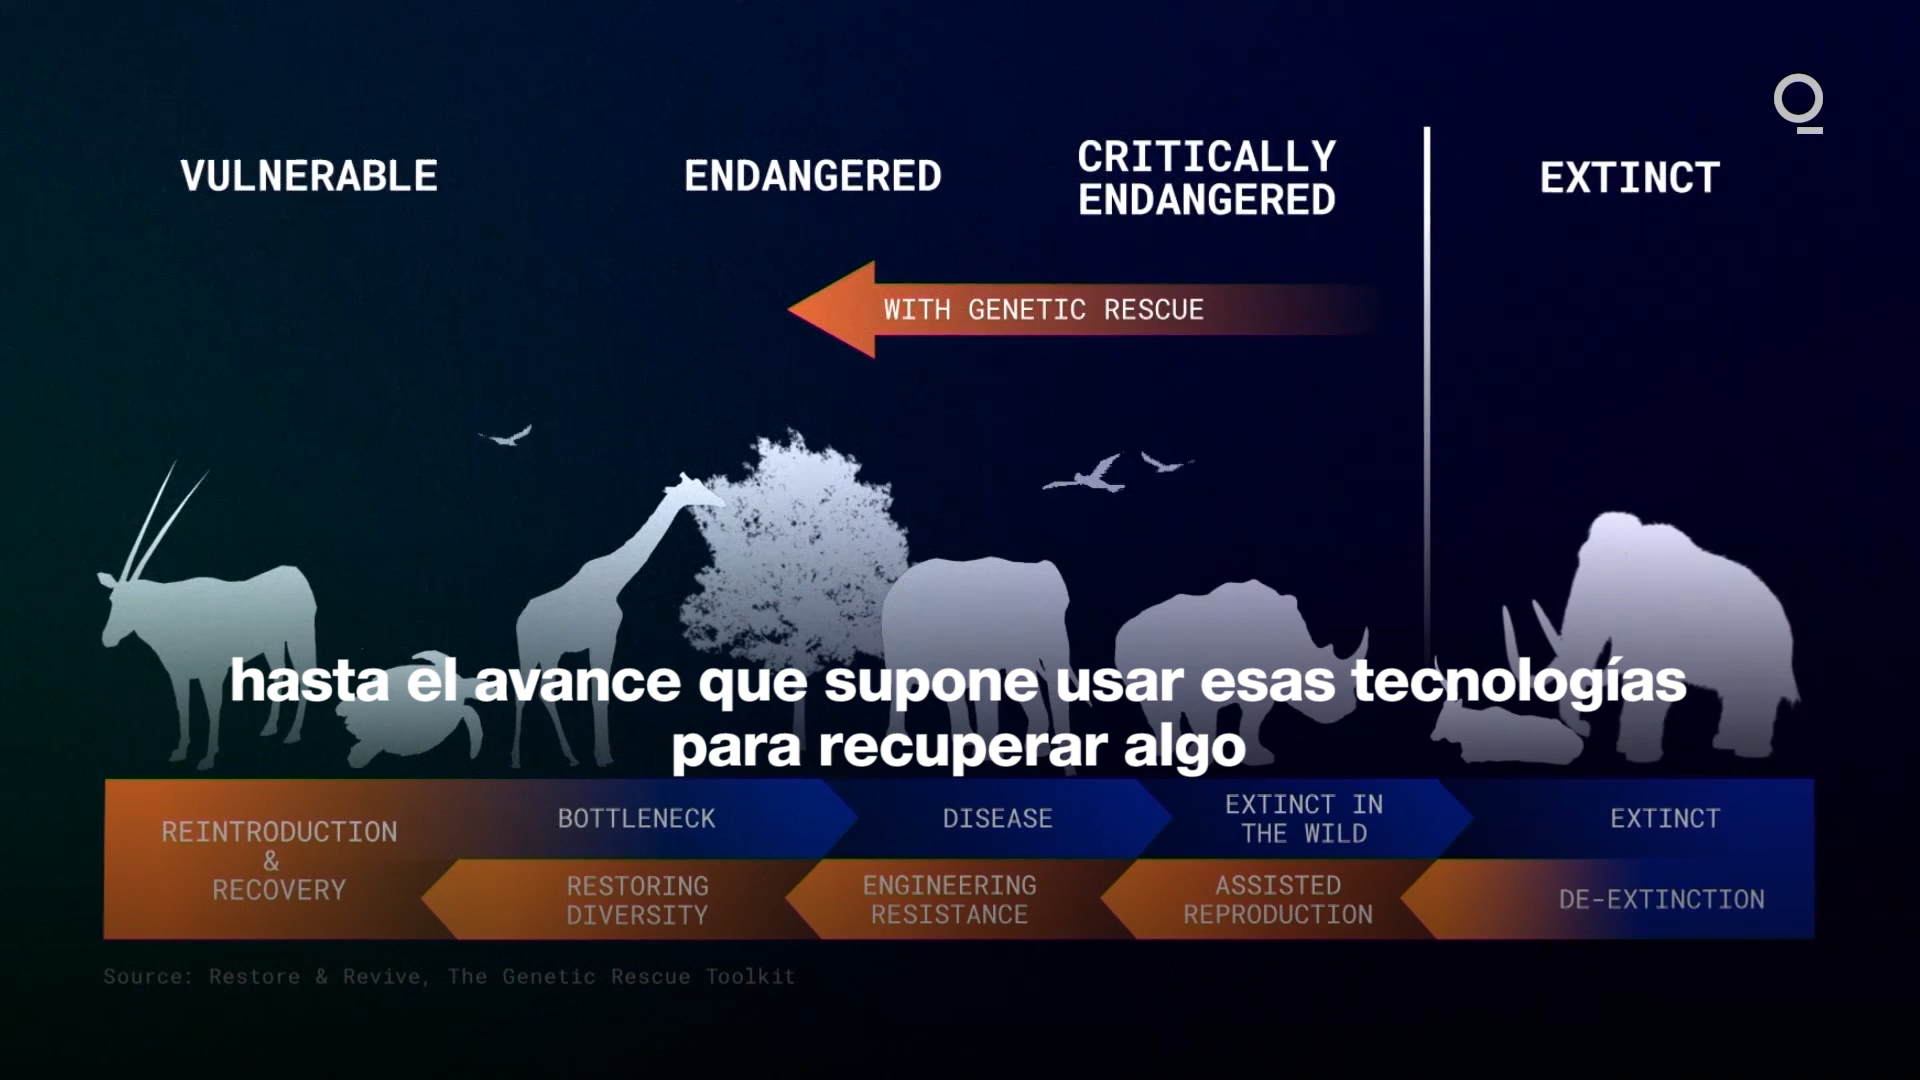 VULNERABLE
ENDANGERED
CRITICALLY
ENDANGERED
EXTINCT
WITH GENETIC RESCUE
hasta el avance que supone usar esas tecnologías
para recuperar algo
REINTRODUCTION
&
RECOVERY
BOTTLENECK
DISEASE
EXTINCT IN
THE WILD
EXTINCT
RESTORING
DIVERSITY
ENGINEERING
RESISTANCE
ASSISTED
REPRODUCTION
DE-EXTINCTION
Source: Restore & Revive, The Genetic Rescue Toolkit